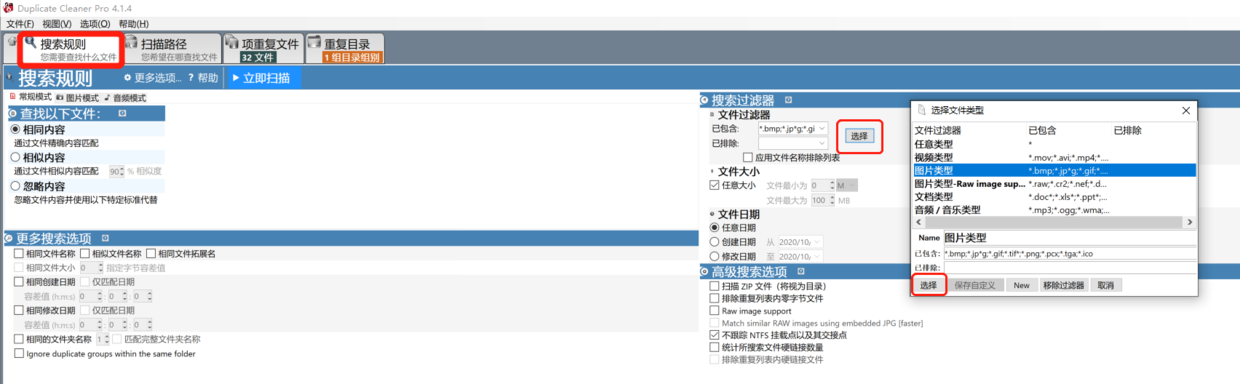 Duplicate Cleaner Pro 4.1.4
文件(F) 视图(V) 选项(O) 帮助(H)
搜索规则
您需要查找什么文件
扫描路径
您希望在哪查找文件
项重复文件
32 文件
重复目录
1 组目录组别
搜索规则 更多选项... ? 帮助 立即扫描
常规模式 图片模式 音频模式
查找以下文件:
相同内容
通过文件精确内容匹配
相似内容
通过文件相似内容匹配 90 % 相似度
忽略内容
忽略文件内容并使用以下特定标准代替
更多搜索选项
相同文件名称 相似文件名称 相同文件拓展名
相同文件大小 0 指定字节容差值
相同创建日期 仅匹配日期
容差值 (h:m:s) 0 : 0 : 0
相同修改日期 仅匹配日期
容差值 (h:m:s) 0 : 0 : 0
相同的文件夹名称 1 匹配完整文件夹名称
Ignore duplicate groups within the same folder
搜索过滤器
文件过滤器
已包含: *.bmp;*.jp*g;*.gi 选择
已排除:
应用文件名称排除列表
文件大小
任意大小 文件最小为 0 M
文件最大为 100 MB
文件日期
任意日期
创建日期 从 2020/10/
修改日期 至 2020/10/
高级搜索选项
扫描 ZIP 文件（将视为目录）
排除重复列表内零字节文件
Raw image support
Match similar RAW images using embedded JPG [faster]
不跟踪 NTFS 挂载点以及其交接点
统计所搜索文件硬链接数量
排除重复列表内硬链接文件
选择文件类型
文件过滤器 已包含 已排除
任意类型 *
视频类型 *.mov;*.avi;*.mp4;*....
图片类型 *.bmp;*.jp*g;*.gif;*...
图片类型-Raw image sup... *.raw;*.cr2;*.nef;*.d...
文档类型 *.doc*;*.xls*;*.ppt*;...
音频 / 音乐类型 *.mp3;*.ogg;*.wma;...
Name 图片类型
已包含: *.bmp;*.jp*g;*.gif;*.tif*;*.png;*.pcx;*.tga;*.ico
已排除:
选择 保存自定义 New 移除过滤器 取消